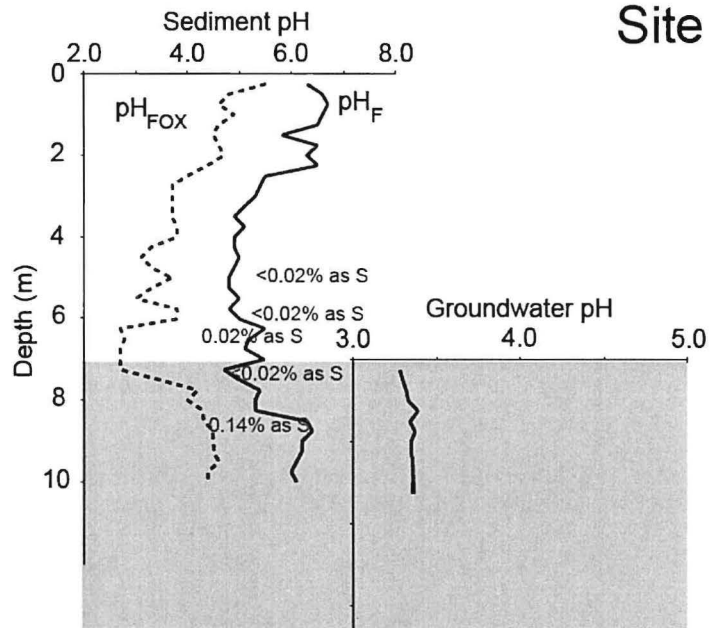 Site
Sediment pH
2.0 4.0 6.0 8.0
0
pH_FOX
pH_F
2
4
<0.02% as S
6
<0.02% as S
Groundwater pH
0.02% as S
3.0 4.0 5.0
<0.02% as S
8
0.14% as S
10
Depth (m)